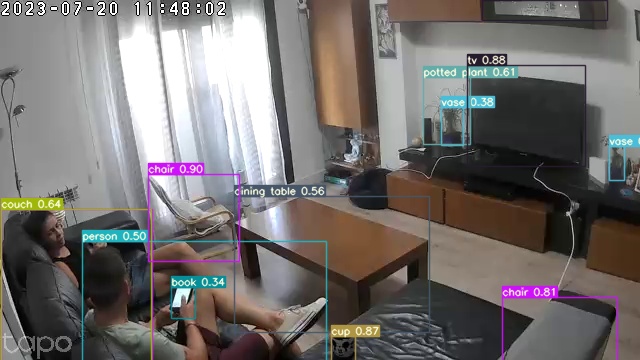 2023-07-20 11:48:02
tv 0.88
potted plant 0.61
vase 0.38
vase
chair 0.90
dining table 0.56
couch 0.64
person 0.50
book 0.34
chair 0.81
cup 0.87
tapo